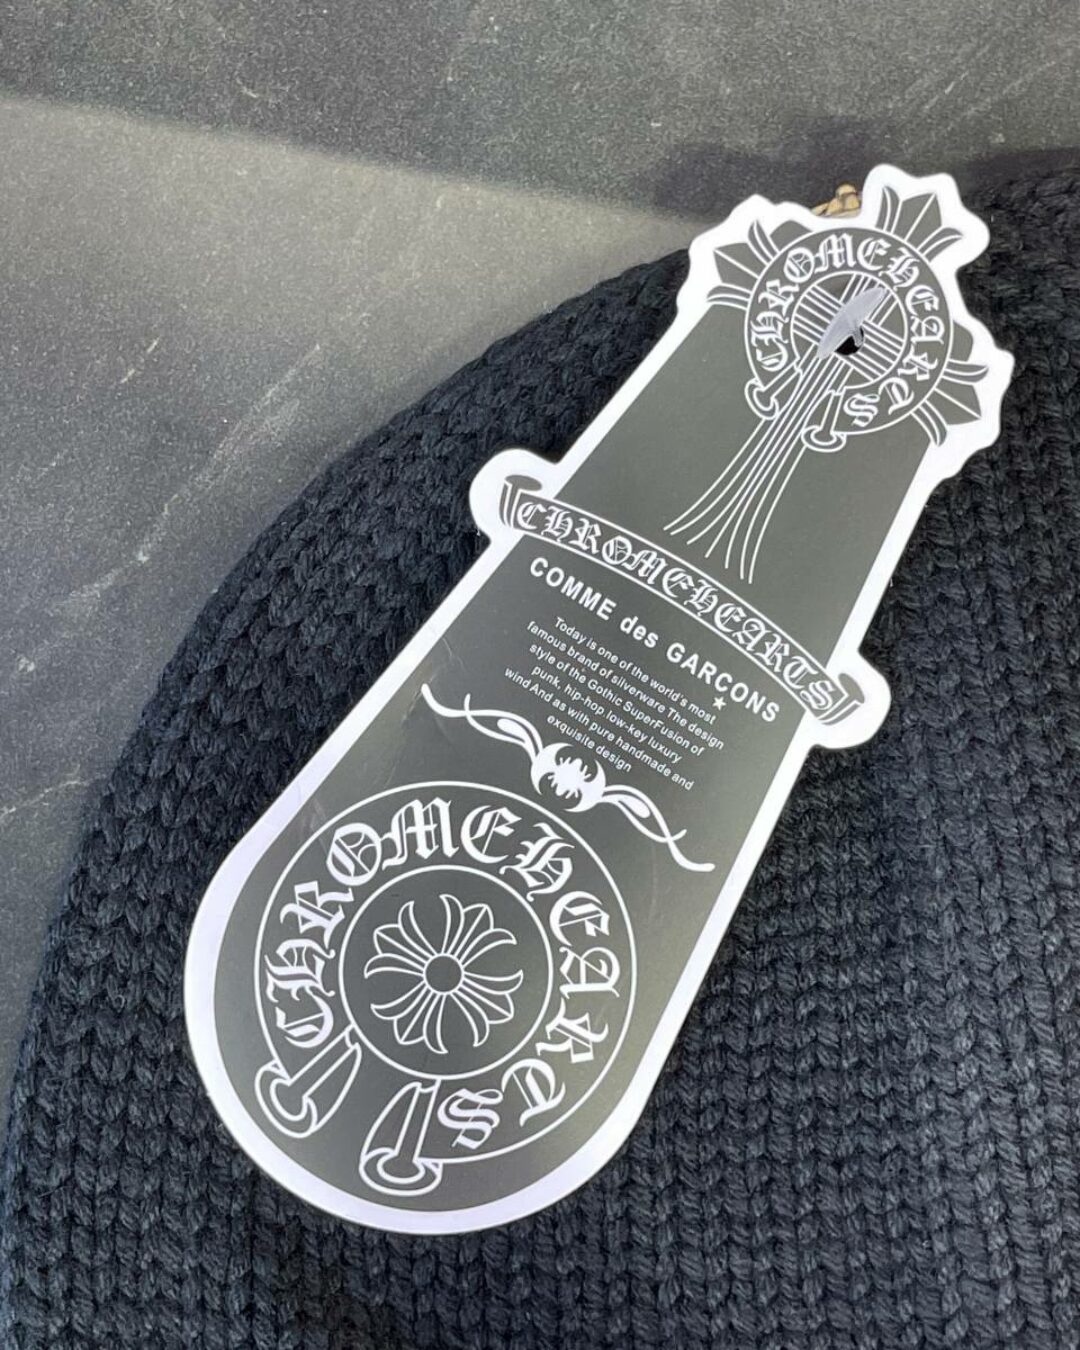 CHROMEHEARTS
CHROMEHEARTS
COMME des GARÇONS
Today is one of the world's most
famous brand of silverware The design
style of the Gothic SuperFusion of
punk, hip-hop, low-key luxury
wind And as with pure handmade and
exquisite design
CHROMEHEARTS